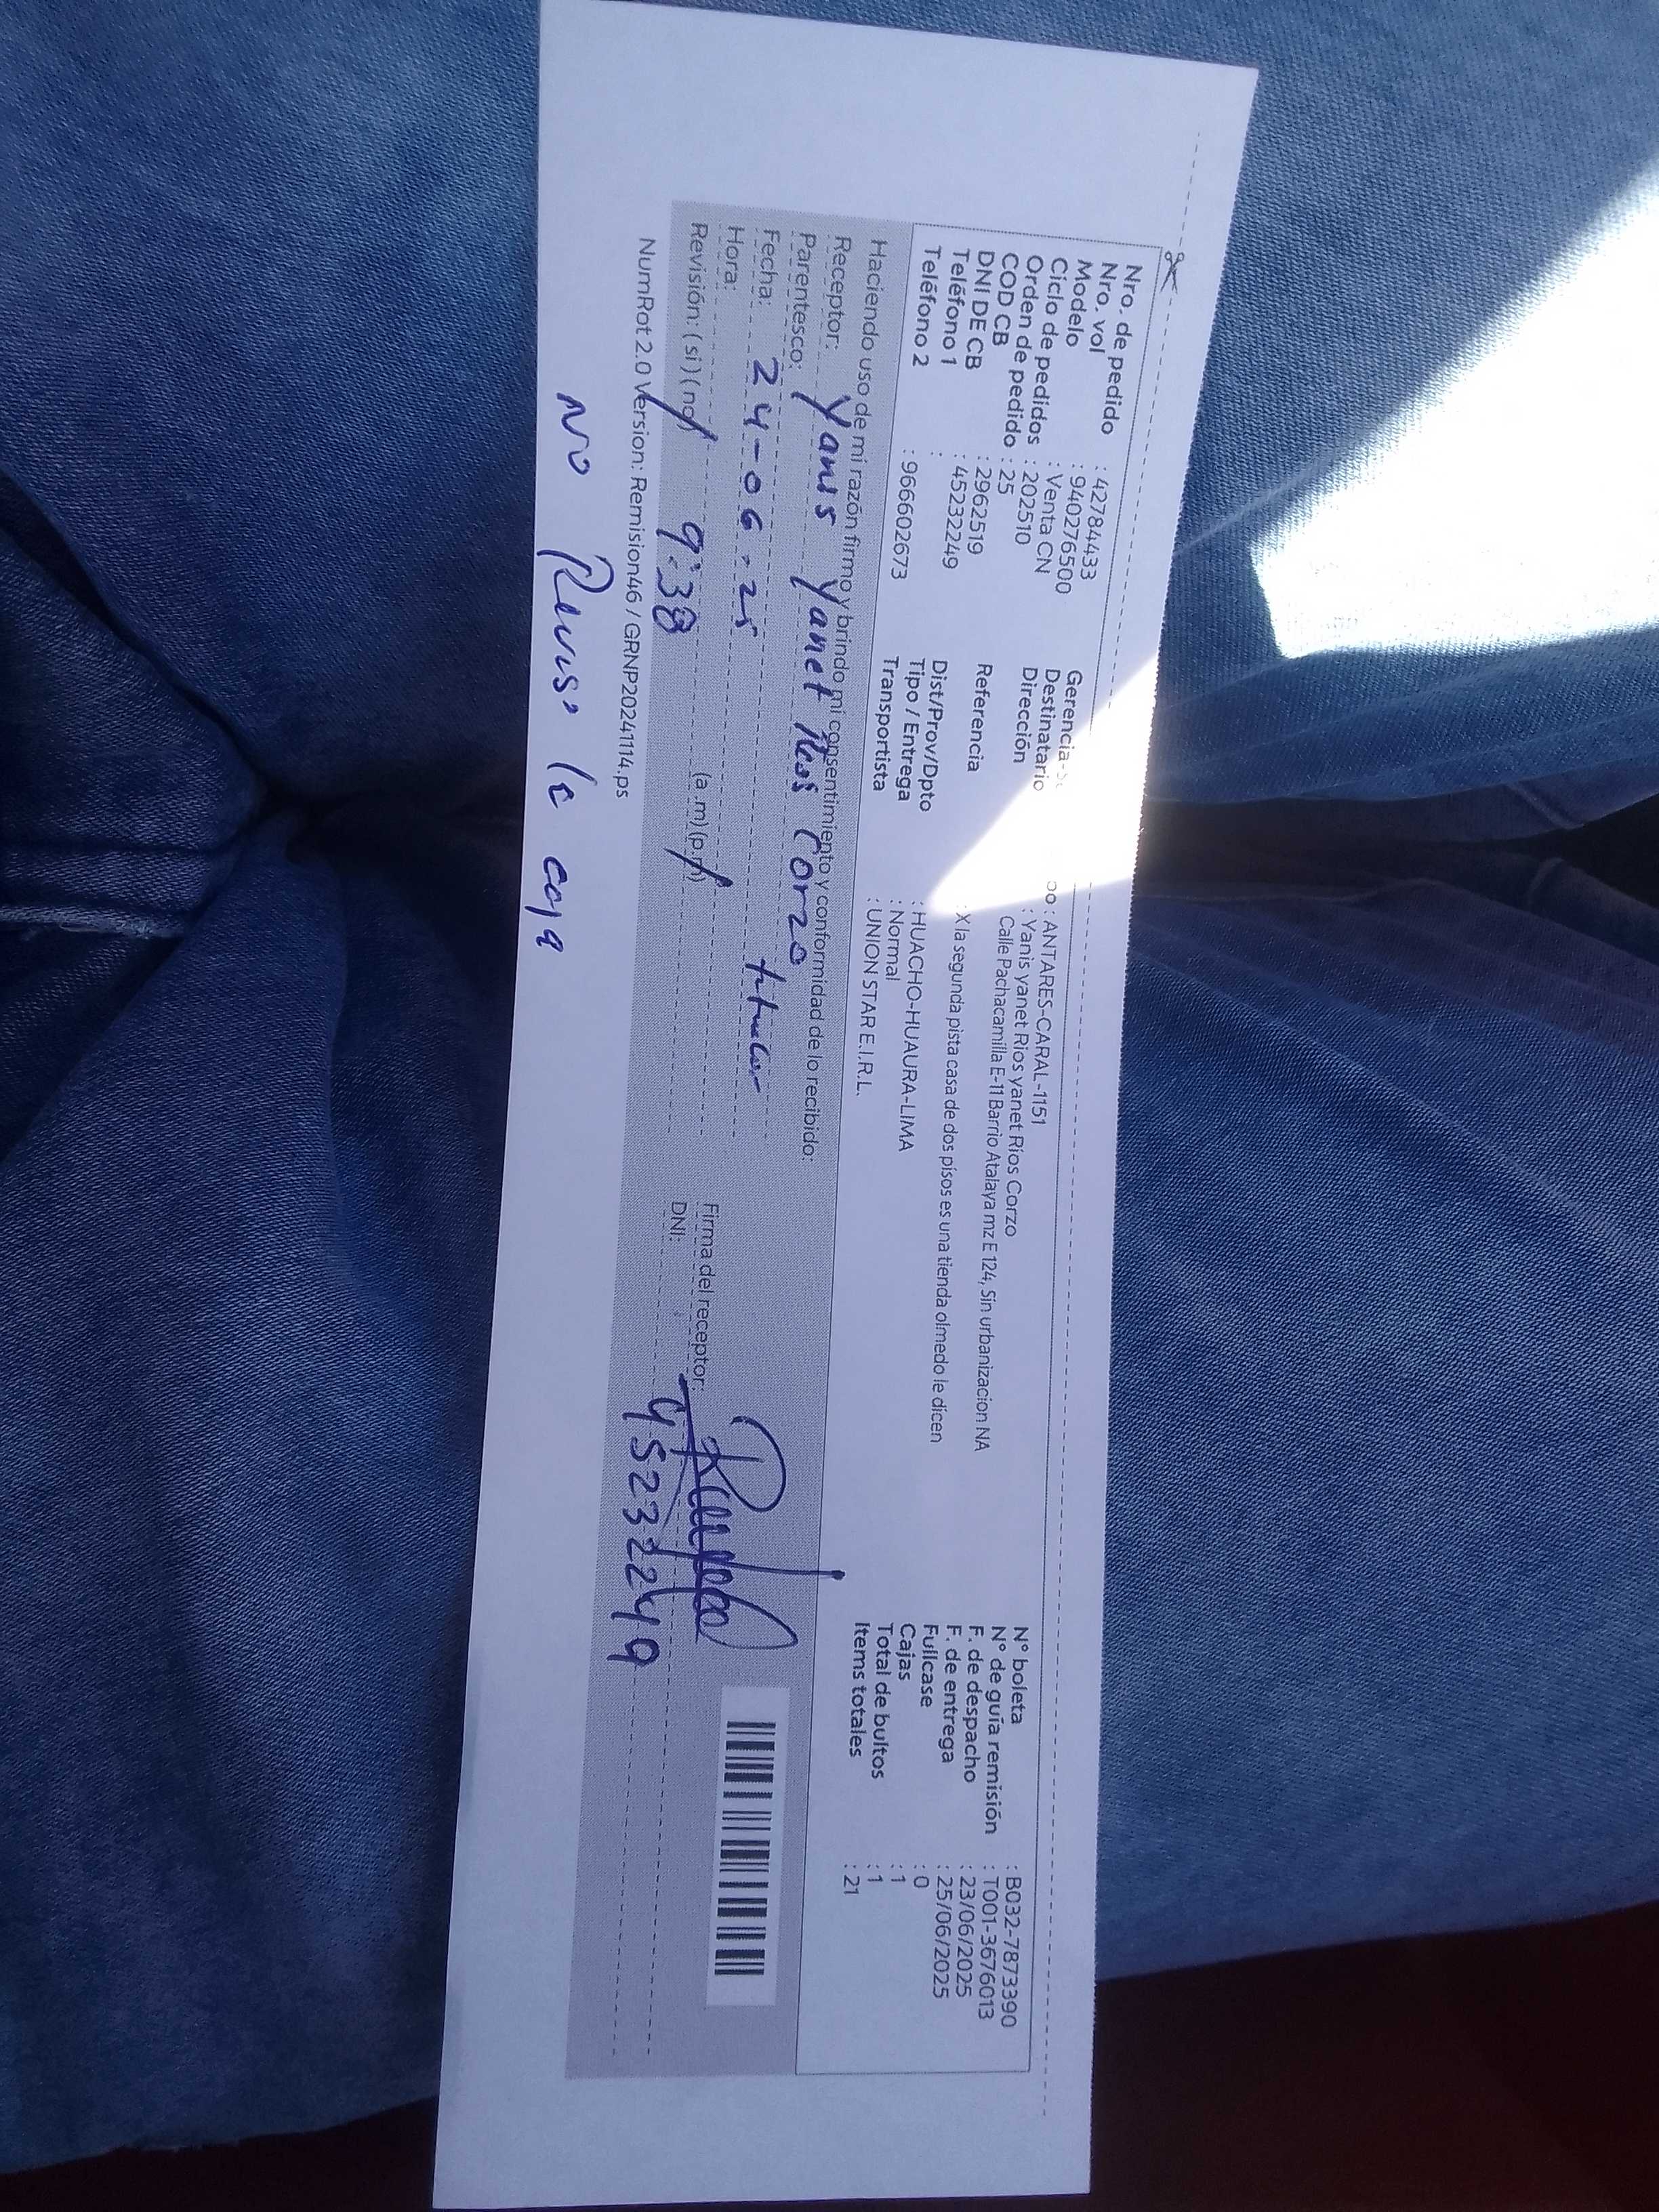 Nro. de pedido : 42784433
Nro. vol : 940276500
Modelo : Venta CN
Ciclo de pedidos : 202510
Orden de pedido : 25
COD CB : 2962519
DNI DE CB : 45232249
Teléfono 1 :
Teléfono 2 : 966602673
Gerencia : ANTARES-CARAL-1151
Destinatario : Yanis yanet Rios yanet Rios Corzo
Dirección Calle Pachacamilla E-11 Barrio Atalaya mz E 124, Sin urbanizacion NA
Referencia : X la segunda pista casa de dos pisos es una tienda olmedo le dicen
Dist/Prov/Dpto : HUACHO-HUAURA-LIMA
Tipo / Entrega : Normal
Transportista : UNION STAR E.I.R.L.
N° boleta : B032-7873390
N° de guía remisión : T001-3676013
F. de despacho : 23/06/2025
F. de entrega : 25/06/2025
Fullcase : 0
Cajas : 1
Total de bultos : 1
Items totales : 21
Haciendo uso de mi razón firmo y brindo mi consentimiento y conformidad de lo recibido:
Receptor: Yanis Yanet Rios Corzo
Parentesco: titular
Fecha: 24-06-25
Hora: 9:38 (a.m) (p.m)
Revisión: (si) (no)
Firma del receptor:
DNI: 45232249
NumRot 2.0 Version: Remision46 / GRNP20241114.ps
no Reviso la caja